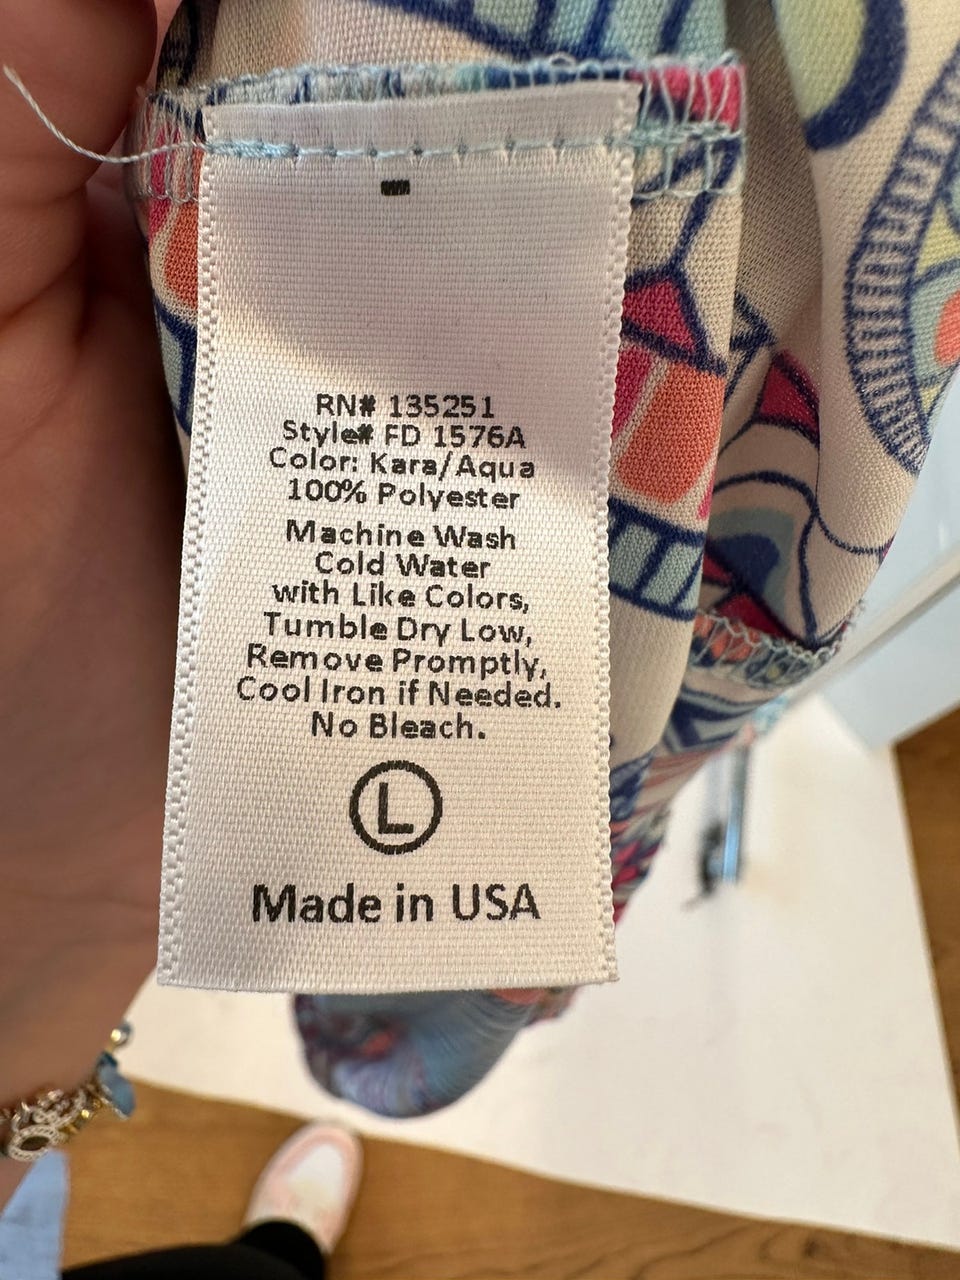 RN# 135251
Style# FD 1576A
Color: Kara/Aqua
100% Polyester
Machine Wash
Cold Water
with Like Colors,
Tumble Dry Low,
Remove Promptly,
Cool Iron if Needed.
No Bleach.
L
Made in USA